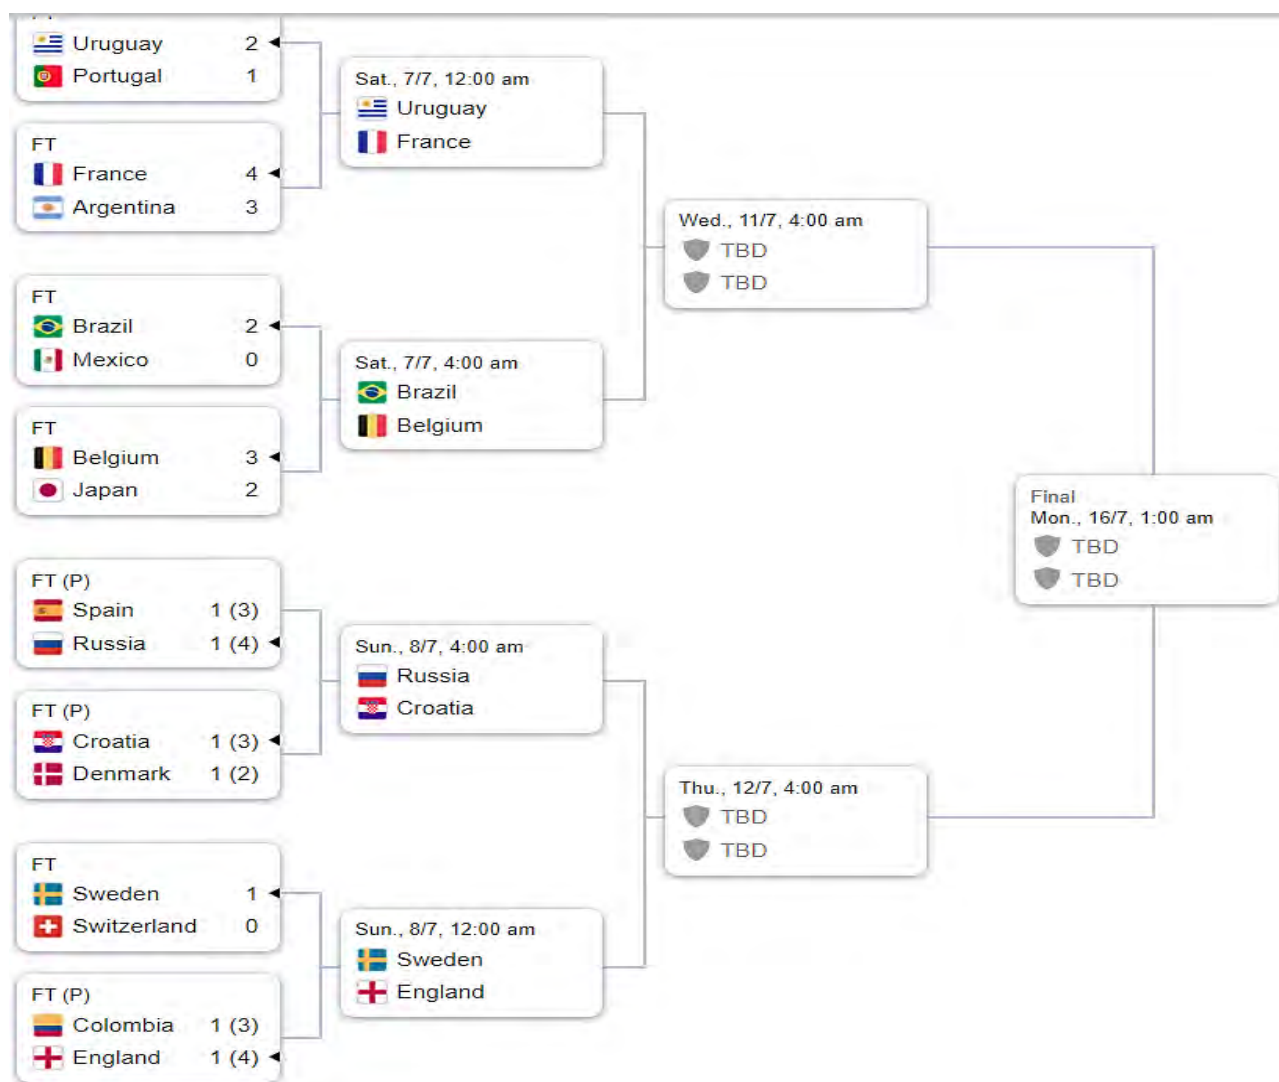 FT
Uruguay 2
Portugal 1
FT
France 4
Argentina 3
FT
Brazil 2
Mexico 0
FT
Belgium 3
Japan 2
FT (P)
Spain 1 (3)
Russia 1 (4)
FT (P)
Croatia 1 (3)
Denmark 1 (2)
FT
Sweden 1
Switzerland 0
FT (P)
Colombia 1 (3)
England 1 (4)
Sat., 7/7, 12:00 am
Uruguay
France
Sat., 7/7, 4:00 am
Brazil
Belgium
Sun., 8/7, 4:00 am
Russia
Croatia
Sun., 8/7, 12:00 am
Sweden
England
Wed., 11/7, 4:00 am
TBD
TBD
Thu., 12/7, 4:00 am
TBD
TBD
Final
Mon., 16/7, 1:00 am
TBD
TBD